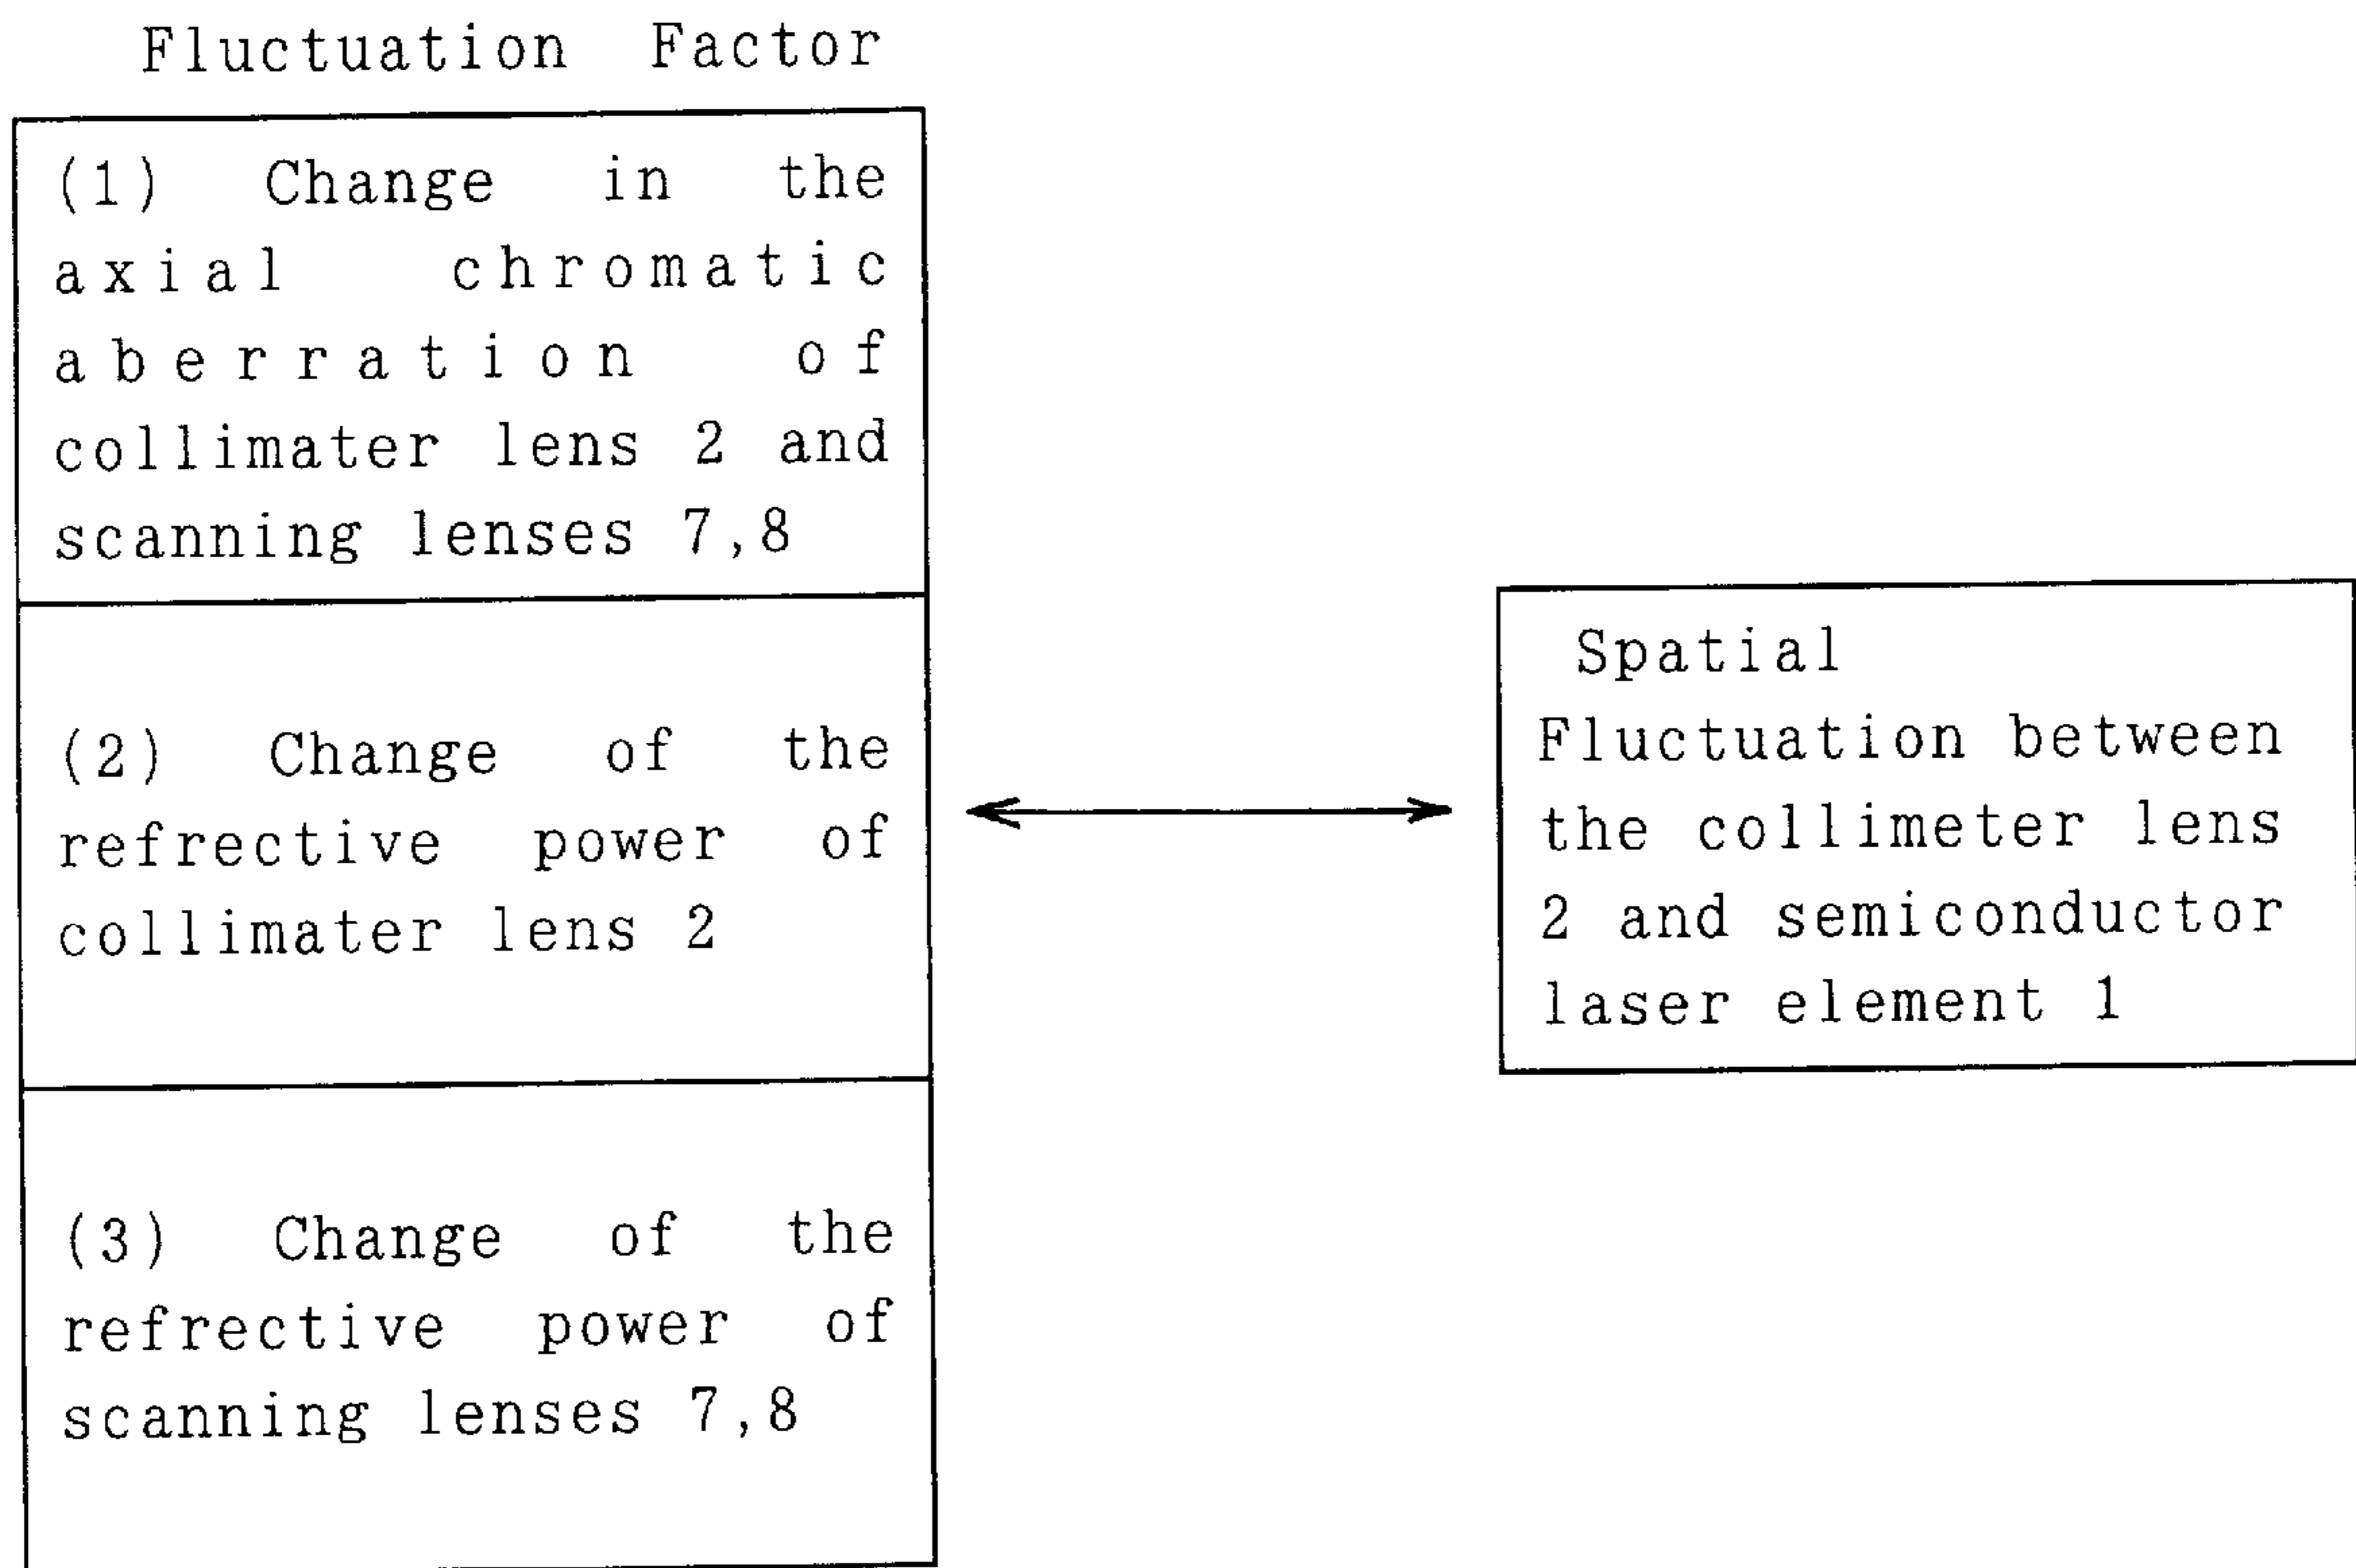 Fluctuation Factor
(1) Change in the
axial chromatic
aberration of
collimater lens 2 and
scanning lenses 7,8
(2) Change of the
refrective power of
collimater lens 2
(3) Change of the
refrective power of
scanning lenses 7,8
Spatial
Fluctuation between
the collimeter lens
2 and semiconductor
laser element 1